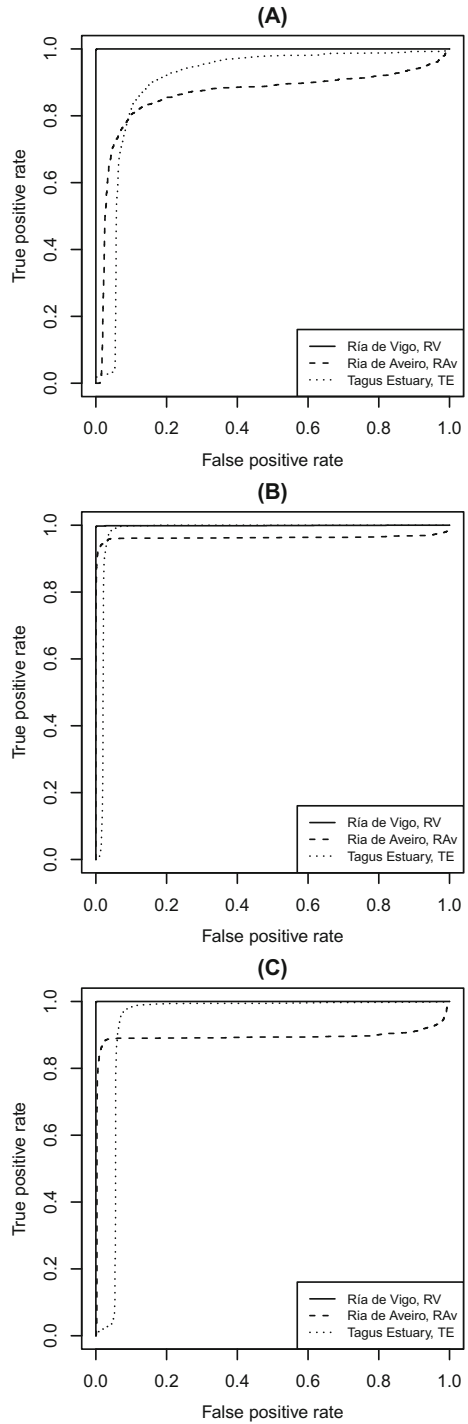 (A)
True positive rate
1.0
0.8
0.6
0.4
0.2
0.0
Ría de Vigo, RV
Ria de Aveiro, RAv
Tagus Estuary, TE
0.0 0.2 0.4 0.6 0.8 1.0
False positive rate
(B)
True positive rate
1.0
0.8
0.6
0.4
0.2
0.0
Ría de Vigo, RV
Ria de Aveiro, RAv
Tagus Estuary, TE
0.0 0.2 0.4 0.6 0.8 1.0
False positive rate
(C)
True positive rate
1.0
0.8
0.6
0.4
0.2
0.0
Ría de Vigo, RV
Ria de Aveiro, RAv
Tagus Estuary, TE
0.0 0.2 0.4 0.6 0.8 1.0
False positive rate